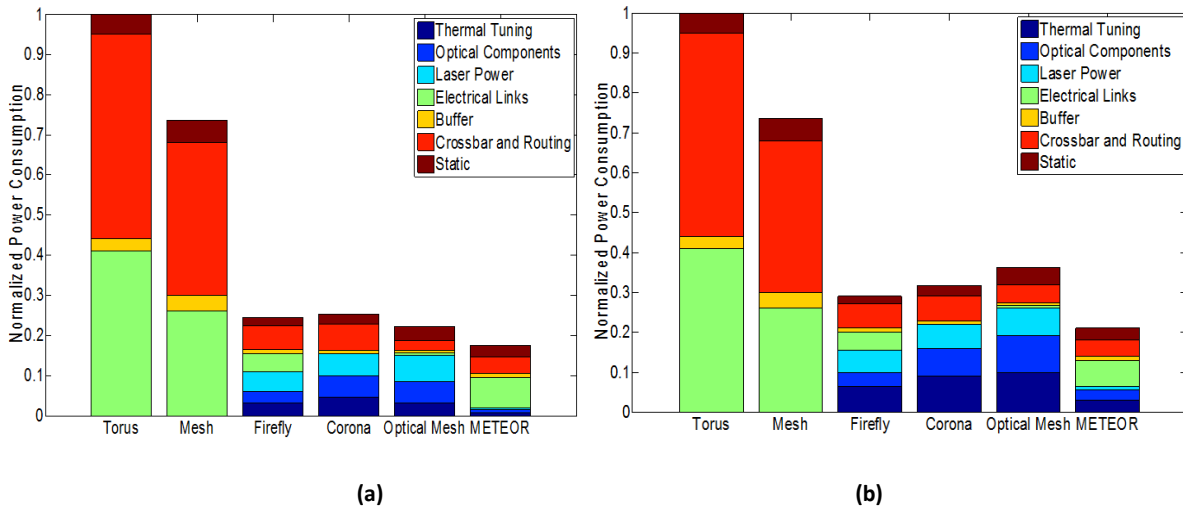 Normalized Power Consumption
1
0.9
0.8
0.7
0.6
0.5
0.4
0.3
0.2
0.1
0
Thermal Tuning
Optical Components
Laser Power
Electrical Links
Buffer
Crossbar and Routing
Static
Torus Mesh Firefly Corona Optical Mesh METEOR
(a)
Normalized Power Consumption
1
0.9
0.8
0.7
0.6
0.5
0.4
0.3
0.2
0.1
0
Thermal Tuning
Optical Components
Laser Power
Electrical Links
Buffer
Crossbar and Routing
Static
Torus Mesh Firefly Corona Optical Mesh METEOR
(b)